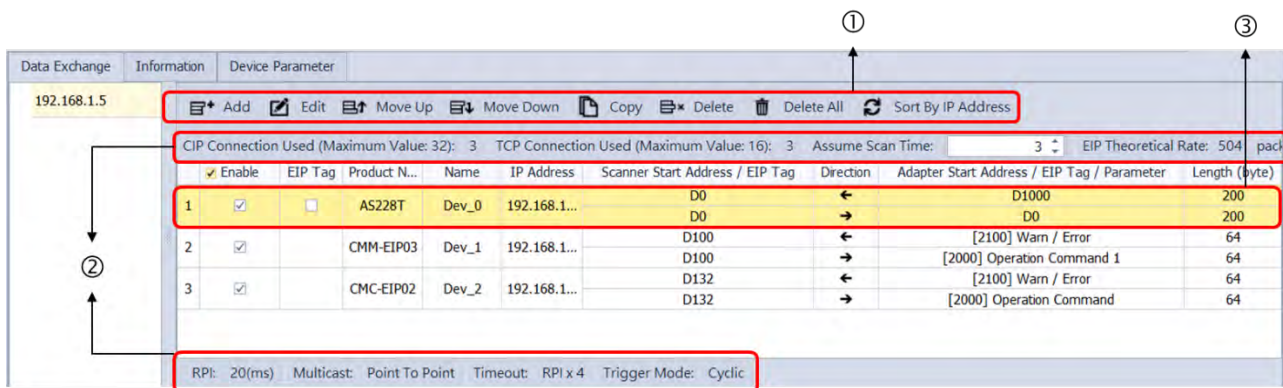 ① ③
Data Exchange Information Device Parameter
192.168.1.5 Add Edit Move Up Move Down Copy Delete Delete All Sort By IP Address
CIP Connection Used (Maximum Value: 32): 3 TCP Connection Used (Maximum Value: 16): 3 Assume Scan Time: 3 EIP Theoretical Rate: 504 pack
Enable EIP Tag Product N... Name IP Address Scanner Start Address / EIP Tag Direction Adapter Start Address / EIP Tag / Parameter Length (byte)
1 AS228T Dev_0 192.168.1... D0 ← D1000 200
D0 → D0 200
2 CMM-EIP03 Dev_1 192.168.1... D100 ← [2100] Warn / Error 64
D100 → [2000] Operation Command 1 64
3 CMC-EIP02 Dev_2 192.168.1... D132 ← [2100] Warn / Error 64
D132 → [2000] Operation Command 64
②
RPI: 20(ms) Multicast: Point To Point Timeout: RPI x 4 Trigger Mode: Cyclic